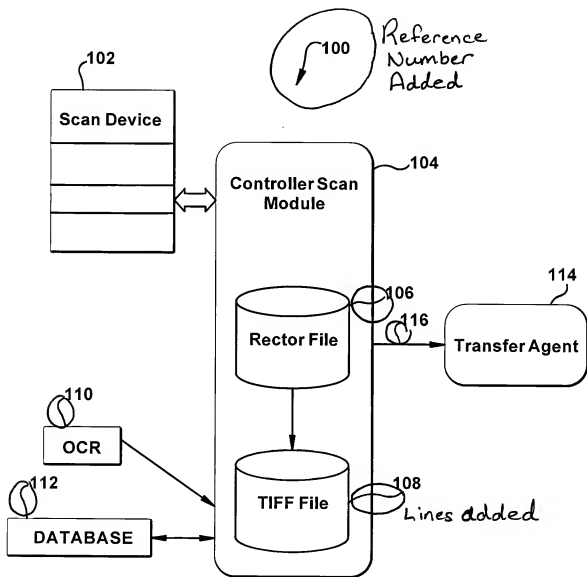 100
Reference
Number
Added
102
Scan Device
104
Controller Scan
Module
106
Rector File
116
114
Transfer Agent
110
OCR
112
DATABASE
108
TIFF File
Lines added